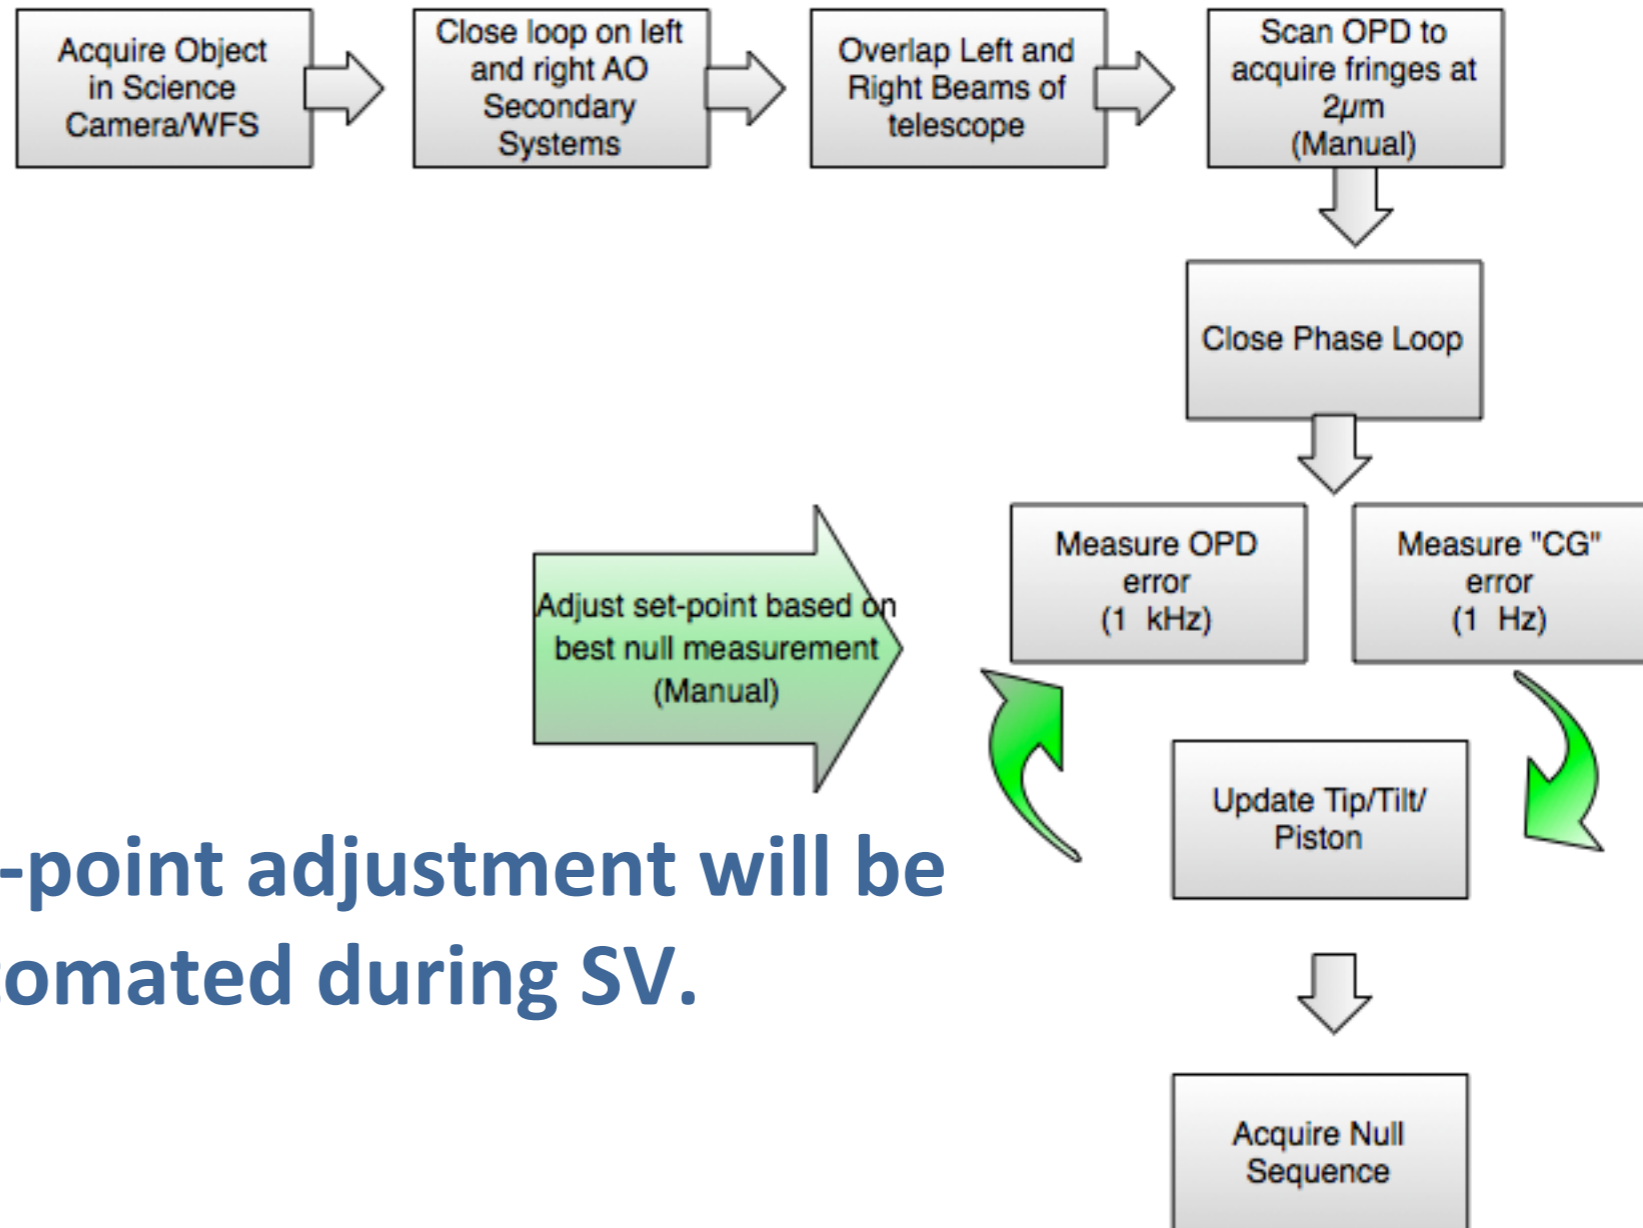 Acquire Object
in Science
Camera/WFS
Close loop on left
and right AO
Secondary
Systems
Overlap Left and
Right Beams of
telescope
Scan OPD to
acquire fringes at
2μm
(Manual)
Close Phase Loop
Measure OPD
error
(1 kHz)
Measure "CG"
error
(1 Hz)
Adjust set-point based on
best null measurement
(Manual)
Update Tip/Tilt/
Piston
-point adjustment will be
tomated during SV.
Acquire Null
Sequence